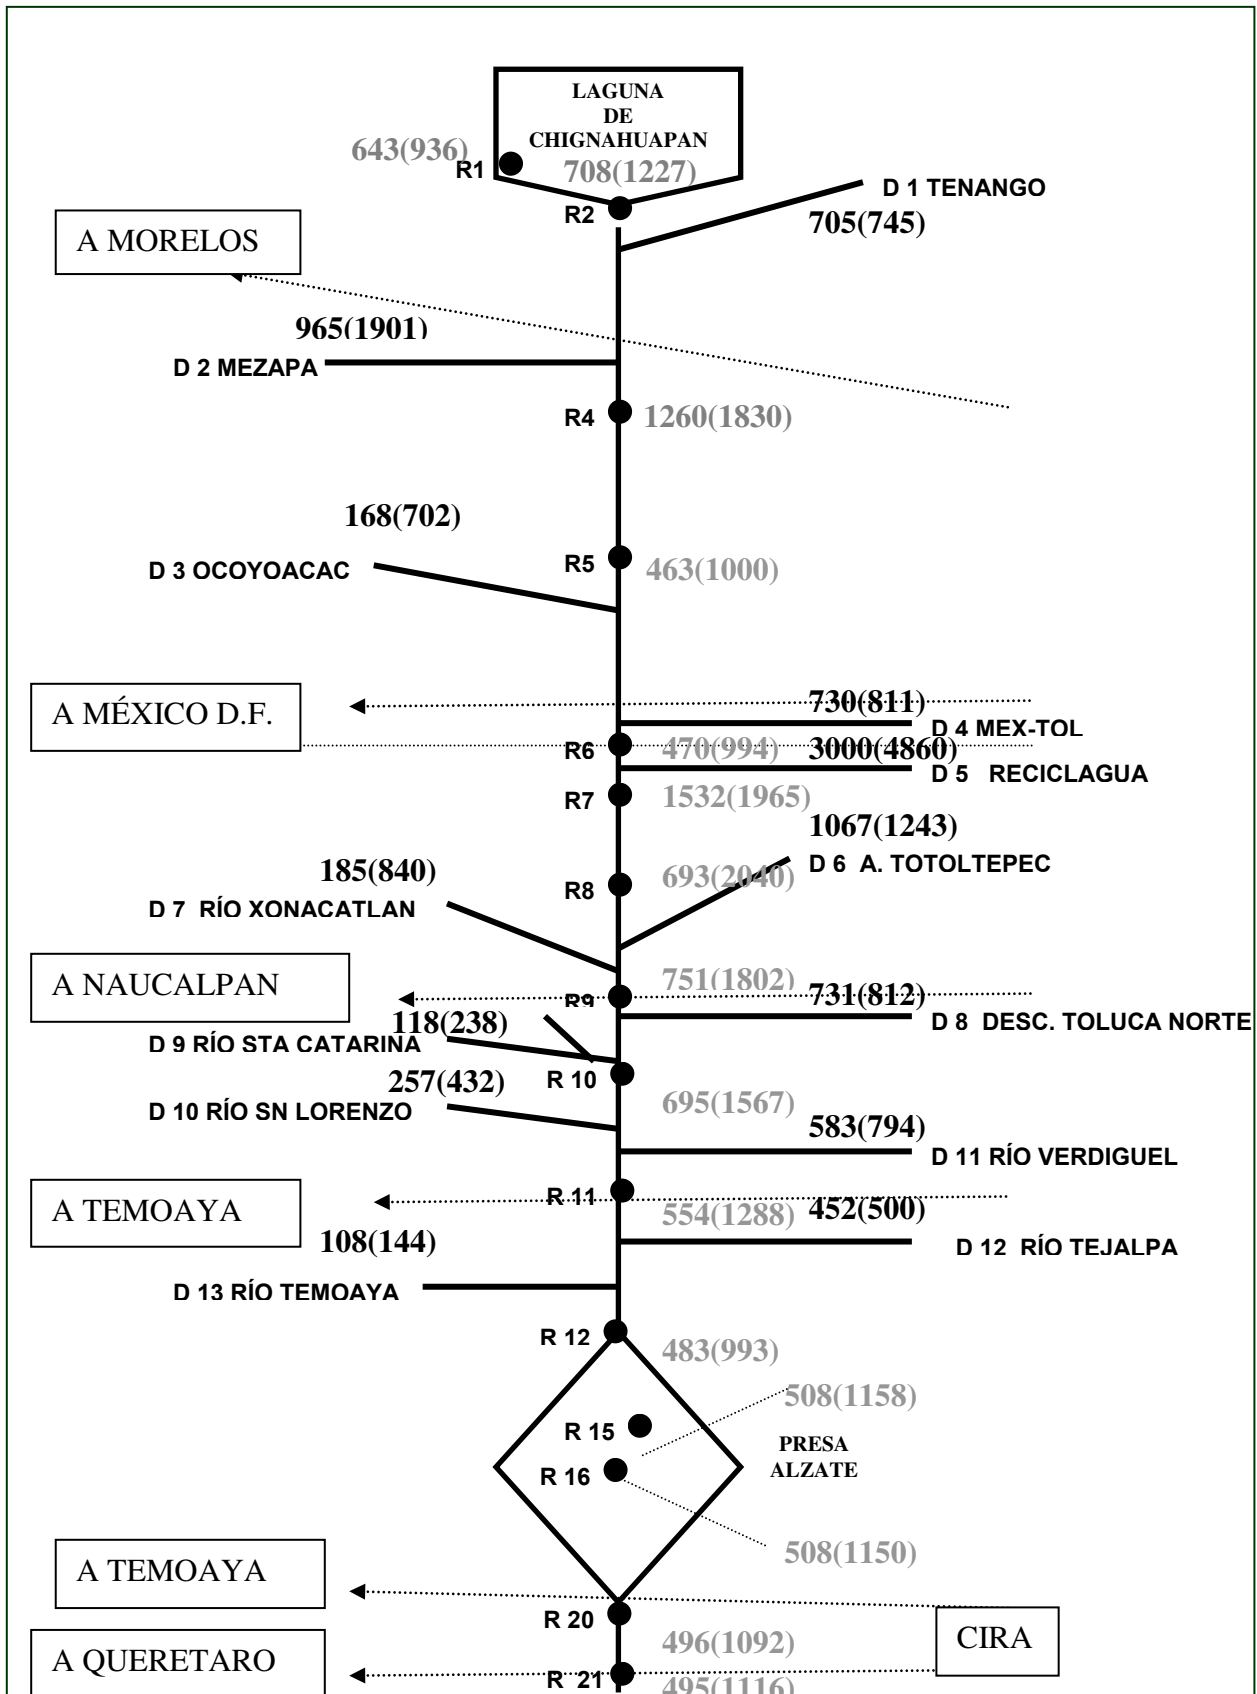 LAGUNA
DE
CHIGNAHUAPAN
643(936)
R1
708(1227)
D 1 TENANGO
R2
705(745)
A MORELOS
965(1901)
D 2 MEZAPA
R4
1260(1830)
168(702)
R5
463(1000)
D 3 OCOYOACAC
A MÉXICO D.F.
730(811)
D 4 MEX-TOL
R6
470(994)
3000(4860)
D 5 RECICLAGUA
R7
1532(1965)
1067(1243)
D 6 A. TOTOLTEPEC
185(840)
R8
693(2040)
D 7 RÍO XONACATLAN
A NAUCALPAN
751(1802)
R9
731(812)
D 8 DESC. TOLUCA NORTE
118(238)
D 9 RÍO STA CATARINA
R 10
257(432)
695(1567)
D 10 RÍO SN LORENZO
583(794)
D 11 RÍO VERDIGUEL
A TEMOAYA
R 11
554(1288)
452(500)
108(144)
D 12 RÍO TEJALPA
D 13 RÍO TEMOAYA
R 12
483(993)
508(1158)
R 15
PRESA
ALZATE
R 16
508(1150)
A TEMOAYA
R 20
496(1092)
CIRA
A QUERETARO
R 21
495(1116)